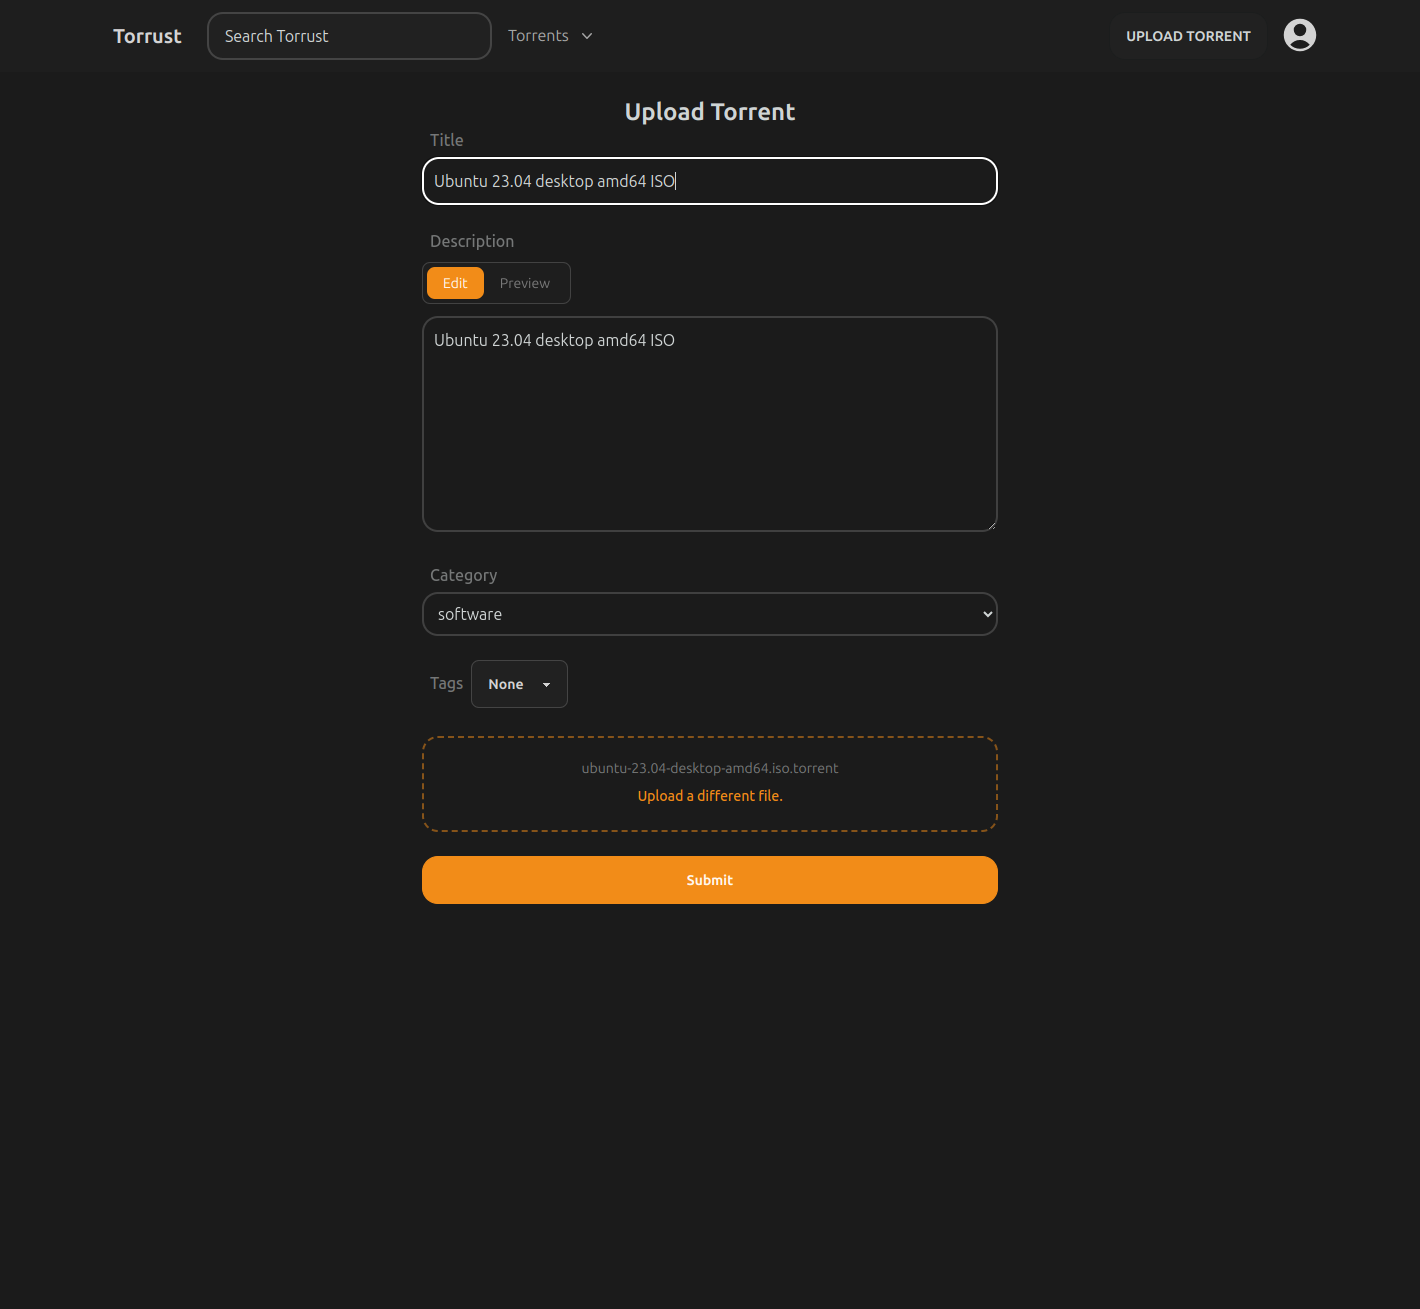 Torrust
Search Torrust
Torrents
UPLOAD TORRENT
Upload Torrent
Title
Ubuntu 23.04 desktop amd64 ISO
Description
Edit
Preview
Ubuntu 23.04 desktop amd64 ISO
Category
software
Tags
None
ubuntu-23.04-desktop-amd64.iso.torrent
Upload a different file.
Submit